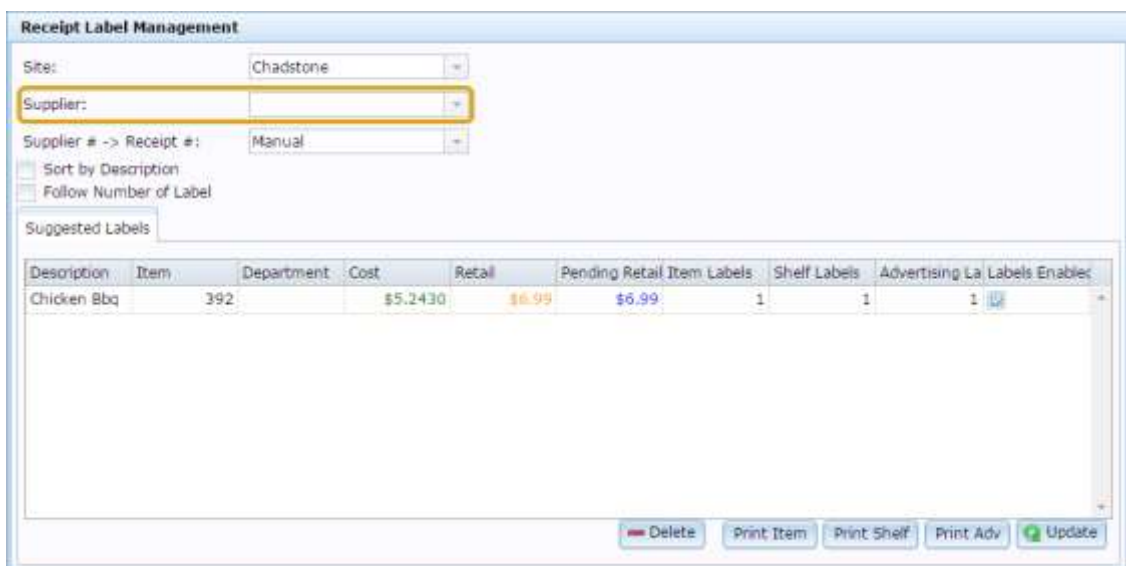 Receipt Label Management
Site: Chadstone
Supplier:
Supplier # -> Receipt #: Manual
Sort by Description
Follow Number of Label
Suggested Labels
Description Item Department Cost Retail Pending Retail Item Labels Shelf Labels Advertising La Labels Enabled
Chicken Bbq 392 $5.2430 $6.99 $6.99 1 1 1
Delete Print Item Print Shelf Print Adv Update